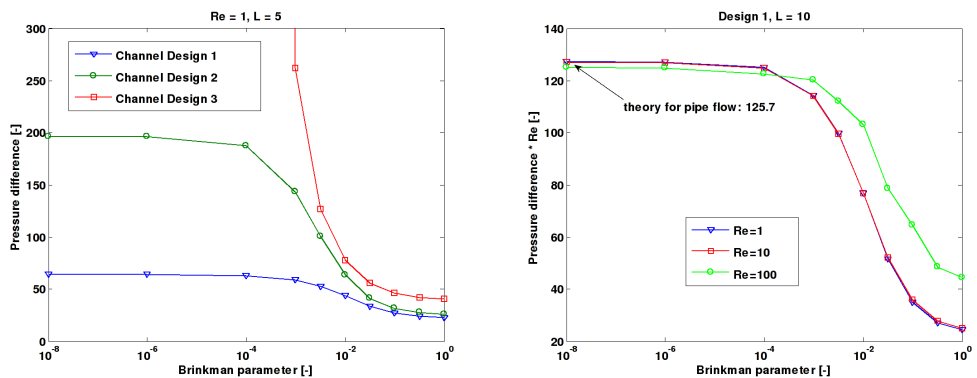 Re = 1, L = 5
Pressure difference [-]
300
250
200
150
100
50
0
Channel Design 1
Channel Design 2
Channel Design 3
10^-8
10^-6
10^-4
10^-2
10^0
Brinkman parameter [-]
Design 1, L = 10
Pressure difference * Re [-]
140
120
100
80
60
40
20
theory for pipe flow: 125.7
Re=1
Re=10
Re=100
10^-8
10^-6
10^-4
10^-2
10^0
Brinkman parameter [-]